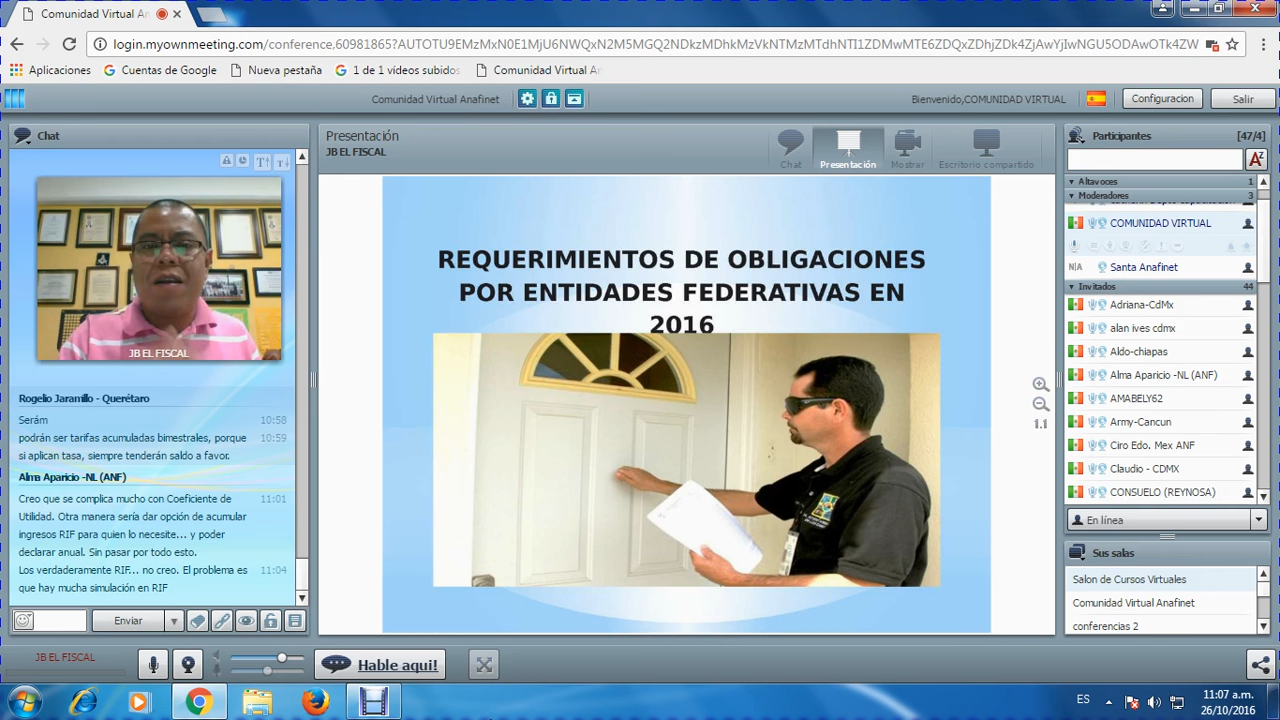 Comunidad Virtual An
login.myownmeeting.com/conference,60981865?AUTOTU9EMzMxN0E1MjU6NWQxN2M5MGQ2NDkzMDhkMzVkNTMzMTdhNTI1ZDMwMTE6ZDQxZDhjZDk4ZjAwYjIwNGU5ODAwOTk4ZW
Aplicaciones
Cuentas de Google
Nueva pestaña
1 de 1 vídeos subidos
Comunidad Virtual An
Comunidad Virtual Anafinet
Bienvenido,COMUNIDAD VIRTUAL
Configuracion
Salir
Chat
JB EL FISCAL
Rogelio Jaramillo - Querétaro
Serám 10:58
podrán ser tarifas acumuladas bimestrales, porque 10:59
si aplican tasa, siempre tenderán saldo a favor.
Alma Aparicio -NL (ANF)
Creo que se complica mucho con Coeficiente de 11:01
Utilidad. Otra manera sería dar opción de acumular
ingresos RIF para quien lo necesite... y poder
declarar anual. Sin pasar por todo esto.
Los verdaderamente RIF... no creo. El problema es 11:04
que hay mucha simulación en RIF
Enviar
Presentación
JB EL FISCAL
Chat
Presentación
Mostrar
Escritorio compartido
REQUERIMIENTOS DE OBLIGACIONES
POR ENTIDADES FEDERATIVAS EN
2016
1.1
Participantes [47/4]
Altavoces 1
Moderadores 3
COMUNIDAD VIRTUAL
N/A Santa Anafinet
Invitados 44
Adriana-CdMx
alan ives cdmx
Aldo-chiapas
Alma Aparicio -NL (ANF)
AMABELY62
Army-Cancun
Ciro Edo. Mex ANF
Claudio - CDMX
CONSUELO (REYNOSA)
En línea
Sus salas
Salon de Cursos Virtuales
Comunidad Virtual Anafinet
conferencias 2
JB EL FISCAL
Hable aqui!
ES
11:07 a.m.
26/10/2016